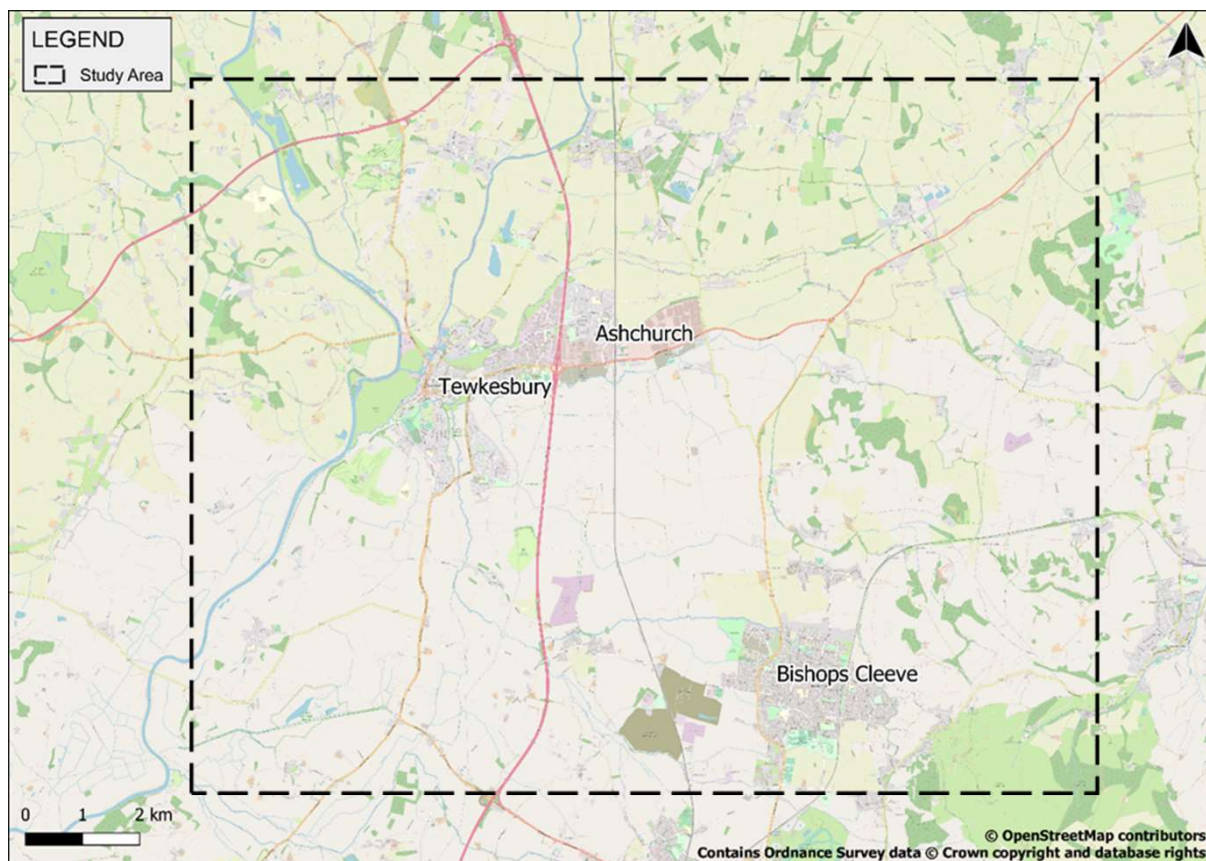 LEGEND
Study Area
Ashchurch
Tewkesbury
Bishops Cleeve
0 1 2 km
© OpenStreetMap contributors
Contains Ordnance Survey data © Crown copyright and database rights